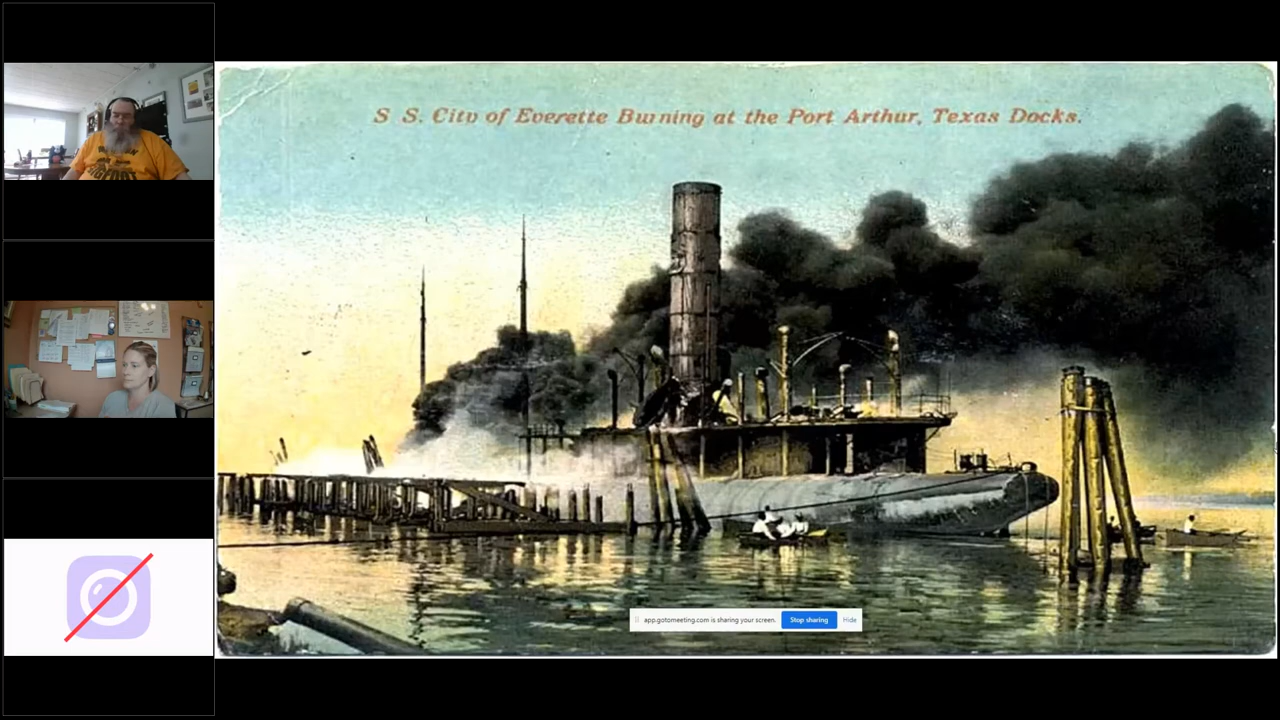 S. S. City of Everette Burning at the Port Arthur, Texas Docks.
app.gotomeeting.com is sharing your screen.
Stop sharing
Hide